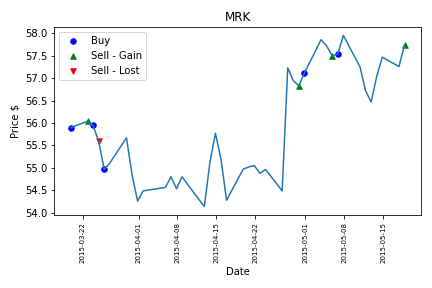 MRK
Buy
Sell - Gain
Sell - Lost
Price $
58.0
57.5
57.0
56.5
56.0
55.5
55.0
54.5
54.0
2015-03-22
2015-04-01
2015-04-08
2015-04-15
2015-04-22
2015-05-01
2015-05-08
2015-05-15
Date